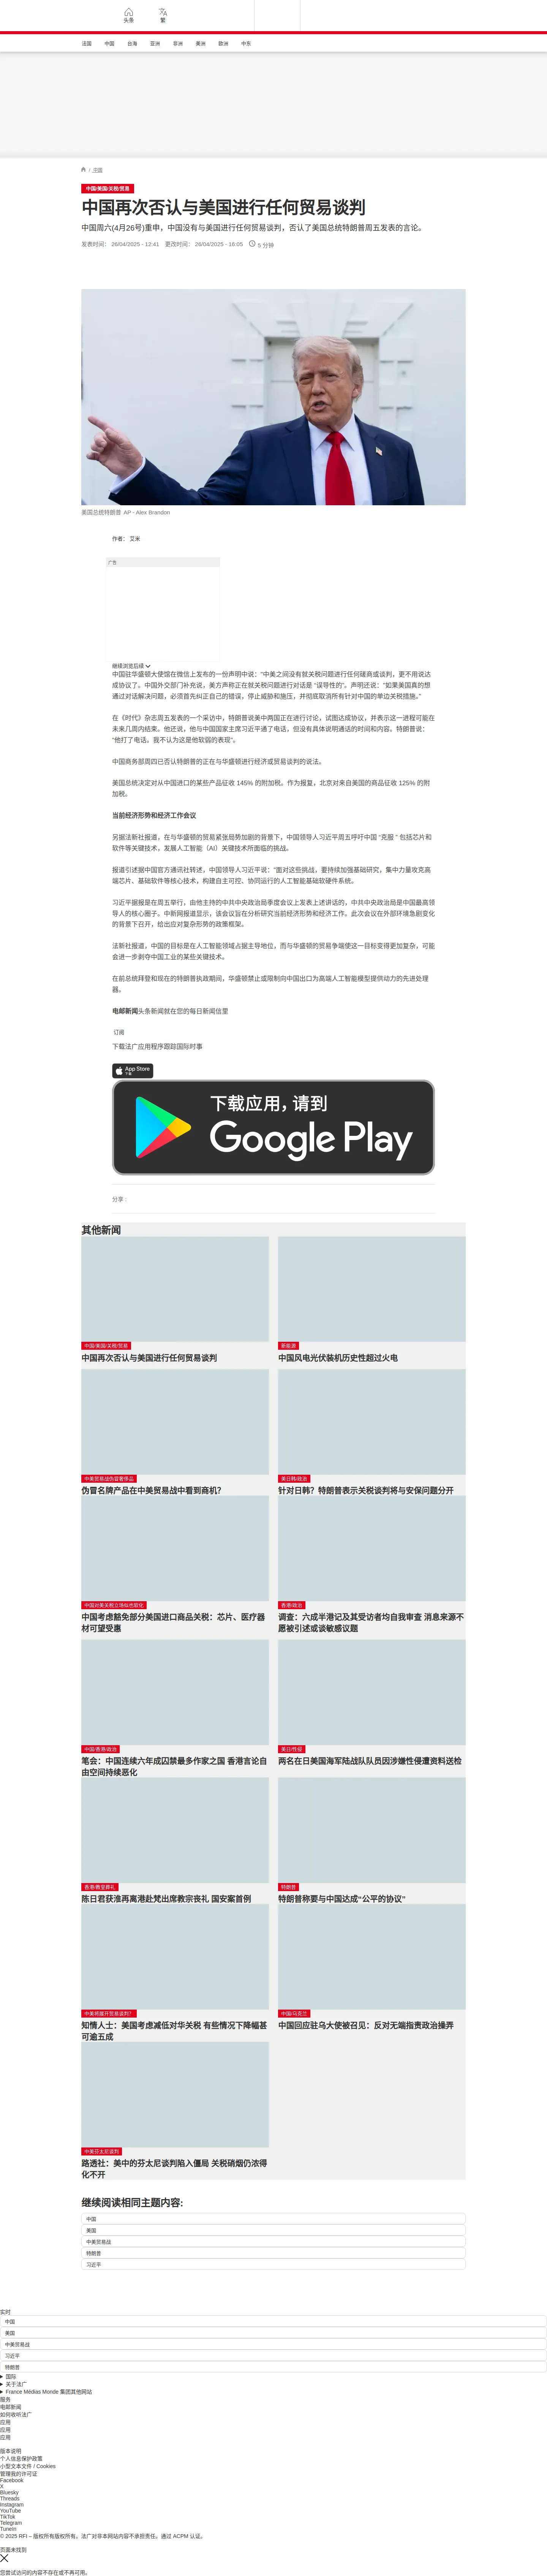 头条
繁
法国
中国
台海
亚洲
非洲
美洲
欧洲
中东
/ 中国
中国/美国/关税/贸易
中国再次否认与美国进行任何贸易谈判
中国周六(4月26号)重申，中国没有与美国进行任何贸易谈判，否认了美国总统特朗普周五发表的言论。
发表时间： 26/04/2025 - 12:41 更改时间： 26/04/2025 - 16:05 5 分钟
美国总统特朗普 AP - Alex Brandon
作者： 艾米
广告
继续浏览后续
中国驻华盛顿大使馆在微信上发布的一份声明中说："中美之间没有就关税问题进行任何磋商或谈判，更不用说达
成协议了。中国外交部门补充说，美方声称正在就关税问题进行对话是 "误导性的"。声明还说："如果美国真的想
通过对话解决问题，必须首先纠正自己的错误，停止威胁和施压，并彻底取消所有针对中国的单边关税措施。"
在《时代》杂志周五发表的一个采访中，特朗普说美中两国正在进行讨论，试图达成协议，并表示这一进程可能在
未来几周内结束。他还说，他与中国国家主席习近平通了电话，但没有具体说明通话的时间和内容。特朗普说：
“他打了电话。我不认为这是他软弱的表现”。
中国商务部周四已否认特朗普的正在与华盛顿进行经济或贸易谈判的说法。
美国总统决定对从中国进口的某些产品征收 145% 的附加税。作为报复，北京对来自美国的商品征收 125% 的附
加税。
当前经济形势和经济工作会议
另据法新社报道，在与华盛顿的贸易紧张局势加剧的背景下，中国领导人习近平周五呼吁中国 “克服 ” 包括芯片和
软件等关键技术，发展人工智能（AI）关键技术所面临的挑战。
报道引述据中国官方通讯社转述，中国领导人习近平说："面对这些挑战，要持续加强基础研究，集中力量攻克高
端芯片、基础软件等核心技术，构建自主可控、协同运行的人工智能基础软硬件系统。
习近平据报是在周五举行，由他主持的中共中央政治局季度会议上发表上述讲话的，中共中央政治局是中国最高领
导人的核心圈子。中新网报道显示，该会议旨在分析研究当前经济形势和经济工作。此次会议在外部环境急剧变化
的背景下召开，给出应对复杂形势的政策框架。
法新社报道，中国的目标是在人工智能领域占据主导地位，而与华盛顿的贸易争端使这一目标变得更加复杂，可能
会进一步剥夺中国工业的某些关键技术。
在前总统拜登和现在的特朗普执政期间，华盛顿禁止或限制向中国出口为高端人工智能模型提供动力的先进处理
器。
电邮新闻头条新闻就在您的每日新闻信里
订阅
下载法广应用程序跟踪国际时事
App Store
下载
下载应用，请到
Google Play
分享 :
其他新闻
中国/美国/关税/贸易
中国再次否认与美国进行任何贸易谈判
新能源
中国风电光伏装机历史性超过火电
中美贸易战伪冒奢侈品
伪冒名牌产品在中美贸易战中看到商机？
美日韩/政治
针对日韩？特朗普表示关税谈判将与安保问题分开
中国对美关税立场似也软化
中国考虑豁免部分美国进口商品关税：芯片、医疗器
材可望受惠
香港/政治
调查：六成半港记及其受访者均自我审查 消息来源不
愿被引述或谈敏感议题
中国/香港/政治
笔会：中国连续六年成囚禁最多作家之国 香港言论自
由空间持续恶化
美日/性侵
两名在日美国海军陆战队队员因涉嫌性侵遭资料送检
香港/教皇葬礼
陈日君获淮再离港赴梵出席教宗丧礼 国安案首例
特朗普
特朗普称要与中国达成“公平的协议”
中美将展开贸易谈判？
知情人士：美国考虑减低对华关税 有些情况下降幅甚
可逾五成
中国/乌克兰
中国回应驻乌大使被召见：反对无端指责政治操弄
中美芬太尼谈判
路透社：美中的芬太尼谈判陷入僵局 关税硝烟仍浓得
化不开
继续阅读相同主题内容:
中国
美国
中美贸易战
特朗普
习近平
实时
中国
美国
中美贸易战
习近平
特朗普
国际
关于法广
France Médias Monde 集团其他网站
服务
电邮新闻
如何收听法广
应用
应用
应用
版本说明
个人信息保护政策
小型文本文件 / Cookies
管理我的许可证
Facebook
X
Bluesky
Threads
Instagram
YouTube
TikTok
Telegram
TuneIn
© 2025 RFI – 版权所有版权所有。法广对非本网站内容不承担责任。通过 ACPM 认证。
页面未找到
您尝试访问的内容不存在或不再可用。